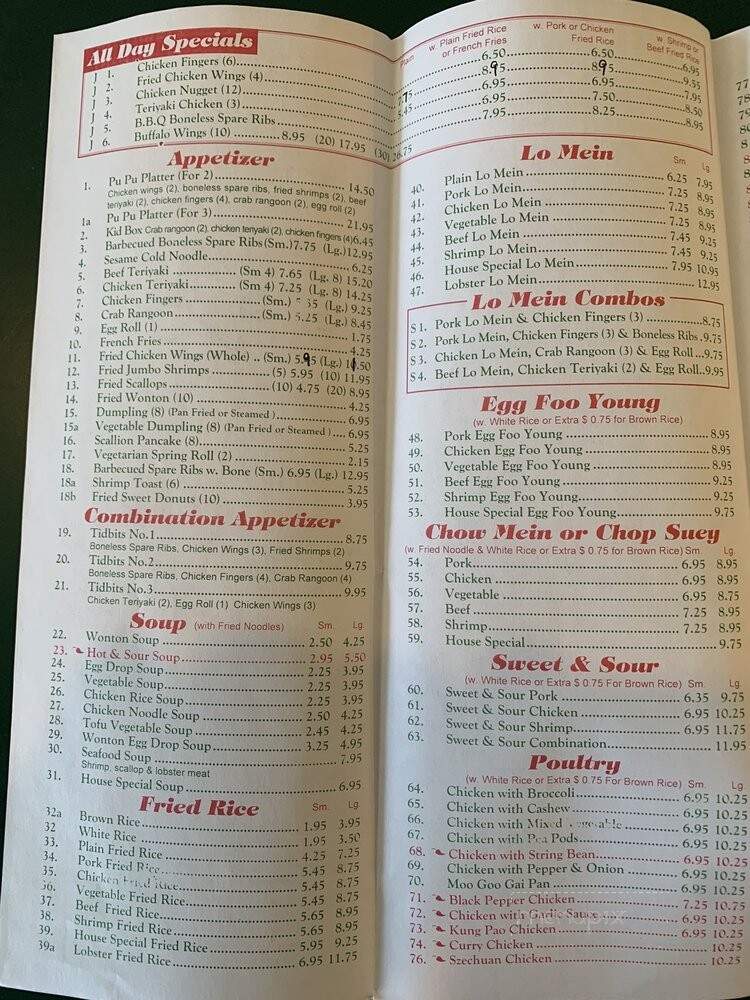 All Day Specials
Plain
w. Plain Fried Rice or French Fries
w. Pork or Chicken Fried Rice
w. Shrimp or Beef Fried Rice
J 1. Chicken Fingers (6) 6.50 6.50 6.95
J 2. Fried Chicken Wings (4) 8.95 8.95 9.55
J 3. Chicken Nugget (12) 6.95 6.95 7.95
J 4. Teriyaki Chicken (3) 5.45 6.95 7.50 8.50
J 5. B.B.Q Boneless Spare Ribs 7.95 8.25 8.95
J 6. Buffalo Wings (10) 8.95 (20) 17.95 (30) 26.75
Appetizer
1. Pu Pu Platter (For 2) 14.50
Chicken wings (2), boneless spare ribs, fried shrimps (2), beef
teriyaki (2), chicken fingers (4), crab rangoon (2), egg roll (2)
1a Pu Pu Platter (For 3) 21.95
2. Kid Box Crab rangoon (2), chicken teriyaki (2), chicken fingers (4) 6.45
3. Barbecued Boneless Spare Ribs (Sm.) 7.75 (Lg.) 12.95
4. Sesame Cold Noodle 6.25
5. Beef Teriyaki (Sm 4) 7.65 (Lg. 8) 15.20
6. Chicken Teriyaki (Sm 4) 7.25 (Lg. 8) 14.25
7. Chicken Fingers (Sm.) (Lg.) 9.25
8. Crab Rangoon (Sm.) 5.25 (Lg.) 8.45
9. Egg Roll (1) 1.75
10. French Fries 4.25
11. Fried Chicken Wings (Whole) .. (Sm.) (Lg.)
12. Fried Jumbo Shrimps (5) 5.95 (10) 11.95
13. Fried Scallops (10) 4.75 (20) 8.95
14. Fried Wonton (10) 4.25
15. Dumpling (8) (Pan Fried or Steamed) 6.95
15a Vegetable Dumpling (8) (Pan Fried or Steamed) 6.95
16. Scallion Pancake (8) 5.25
17. Vegetarian Spring Roll (2) 2.15
18. Barbecued Spare Ribs w. Bone (Sm.) 6.95 (Lg.) 12.95
18a Shrimp Toast (6) 5.25
18b Fried Sweet Donuts (10) 3.95
Combination Appetizer
19. Tidbits No.1 8.75
Boneless Spare Ribs, Chicken Wings (3), Fried Shrimps (2)
20. Tidbits No.2 9.75
Boneless Spare Ribs, Chicken Fingers (4), Crab Rangoon (4)
21. Tidbits No.3 9.95
Chicken Teriyaki (2), Egg Roll (1) Chicken Wings (3)
Soup (with Fried Noodles) Sm. Lg.
22. Wonton Soup 2.50 4.25
23. Hot & Sour Soup 2.95 5.50
24. Egg Drop Soup 2.25 3.95
25. Vegetable Soup 2.25 3.95
26. Chicken Rice Soup 2.25 3.95
27. Chicken Noodle Soup 2.50 4.25
28. Tofu Vegetable Soup 2.45 4.25
29. Wonton Egg Drop Soup 3.25 4.95
30. Seafood Soup 7.95
Shrimp, scallop & lobster meat
31. House Special Soup 6.95
Fried Rice Sm. Lg.
32a Brown Rice 1.95 3.95
32 White Rice 1.95 3.50
33. Plain Fried Rice 4.25 7.25
34. Pork Fried Rice 5.45 8.75
35. Chicken Fried Rice 5.45 8.75
36. Vegetable Fried Rice 5.45 8.75
37. Beef Fried Rice 5.65 8.95
38. Shrimp Fried Rice 5.65 8.95
39. House Special Fried Rice 5.95 9.25
39a Lobster Fried Rice 6.95 11.75
Lo Mein Sm. Lg.
40. Plain Lo Mein 6.25 7.95
41. Pork Lo Mein 7.25 8.95
42. Chicken Lo Mein 7.25 8.95
43. Vegetable Lo Mein 7.25 8.95
44. Beef Lo Mein 7.45 9.25
45. Shrimp Lo Mein 7.45 9.25
46. House Special Lo Mein 7.95 10.95
47. Lobster Lo Mein 12.95
Lo Mein Combos
S 1. Pork Lo Mein & Chicken Fingers (3) 8.75
S 2. Pork Lo Mein, Chicken Fingers (3) & Boneless Ribs . 9.75
S 3. Chicken Lo Mein, Crab Rangoon (3) & Egg Roll ... 9.75
S 4. Beef Lo Mein, Chicken Teriyaki (2) & Egg Roll.. 9.95
Egg Foo Young
(w. White Rice or Extra $ 0.75 for Brown Rice)
48. Pork Egg Foo Young 8.95
49. Chicken Egg Foo Young 8.95
50. Vegetable Egg Foo Young 8.95
51. Beef Egg Foo Young 9.25
52. Shrimp Egg Foo Young 9.25
53. House Special Egg Foo Young 9.75
Chow Mein or Chop Suey
(w. Fried Noodle & White Rice or Extra $ 0.75 for Brown Rice) Sm. Lg.
54. Pork 6.95 8.95
55. Chicken 6.95 8.95
56. Vegetable 6.95 8.75
57. Beef 7.25 8.95
58. Shrimp 7.25 8.95
59. House Special 9.75
Sweet & Sour
(w. White Rice or Extra $ 0.75 For Brown Rice) Sm. Lg.
60. Sweet & Sour Pork 6.35 9.75
61. Sweet & Sour Chicken 6.95 10.25
62. Sweet & Sour Shrimp 6.95 11.75
63. Sweet & Sour Combination 11.95
Poultry
(w. White Rice or Extra $ 0.75 For Brown Rice) Sm. Lg.
64. Chicken with Broccoli 6.95 10.25
65. Chicken with Cashew 6.95 10.25
66. Chicken with Mixed Vegetable 6.95 10.25
67. Chicken with Pea Pods 6.95 10.25
68. Chicken with String Bean 6.95 10.25
69. Chicken with Pepper & Onion 6.95 10.25
70. Moo Goo Gai Pan 6.95 10.25
71. Black Pepper Chicken 7.25 10.75
72. Chicken with Garlic Sauce 6.95 10.25
73. Kung Pao Chicken 6.95 10.25
74. Curry Chicken 10.25
76. Szechuan Chicken 10.25